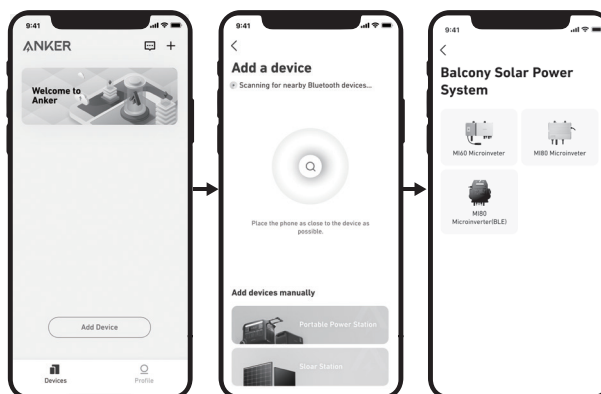 9:41
ANKER
Welcome to
Anker
Add Device
Devices
Profile
9:41
Add a device
Scanning for nearby Bluetooth devices...
Place the phone as close to the device as
possible.
Add devices manually
Portable Power Station
Sloar Station
9:41
Balcony Solar Power
System
MI60 Microinveter
MI80 Microinveter
MI80
Microinverter(BLE)